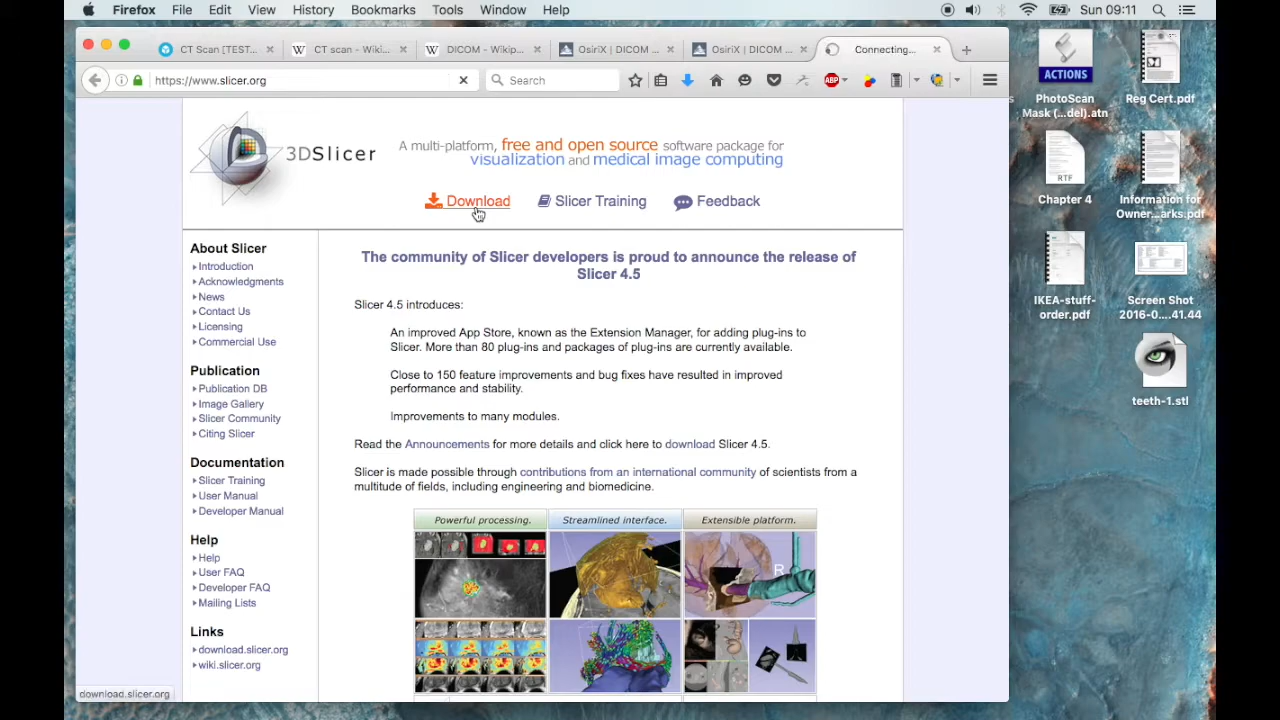 Firefox File Edit View History Bookmarks Tools Window Help Sun 09:11
CT Scan [TEST... CT scan - Wiki... DICOM - Wikip... OsiriX | DICOM ... OsiriX | DICOM ... Connecting...
https://www.slicer.org Search ABP
3DSlicer
A multi-platform, free and open source software package for
visualization and medical image computing
Download Slicer Training Feedback
About Slicer
Introduction
Acknowledgments
News
Contact Us
Licensing
Commercial Use
Publication
Publication DB
Image Gallery
Slicer Community
Citing Slicer
Documentation
Slicer Training
User Manual
Developer Manual
Help
Help
User FAQ
Developer FAQ
Mailing Lists
Links
download.slicer.org
wiki.slicer.org
The community of Slicer developers is proud to announce the release of
Slicer 4.5
Slicer 4.5 introduces:
An improved App Store, known as the Extension Manager, for adding plug-ins to
Slicer. More than 80 plug-ins and packages of plug-ins are currently available.
Close to 150 feature improvements and bug fixes have resulted in improved
performance and stability.
Improvements to many modules.
Read the Announcements for more details and click here to download Slicer 4.5.
Slicer is made possible through contributions from an international community of scientists from a
multitude of fields, including engineering and biomedicine.
Powerful processing. Streamlined interface. Extensible platform.
R
download.slicer.org
ACTIONS
PhotoScan
Mask (...del).atn
Reg Cert.pdf
RTF
Chapter 4
Information for
Owner...arks.pdf
IKEA-stuff-
order.pdf
Screen Shot
2016-0....41.44
teeth-1.stl